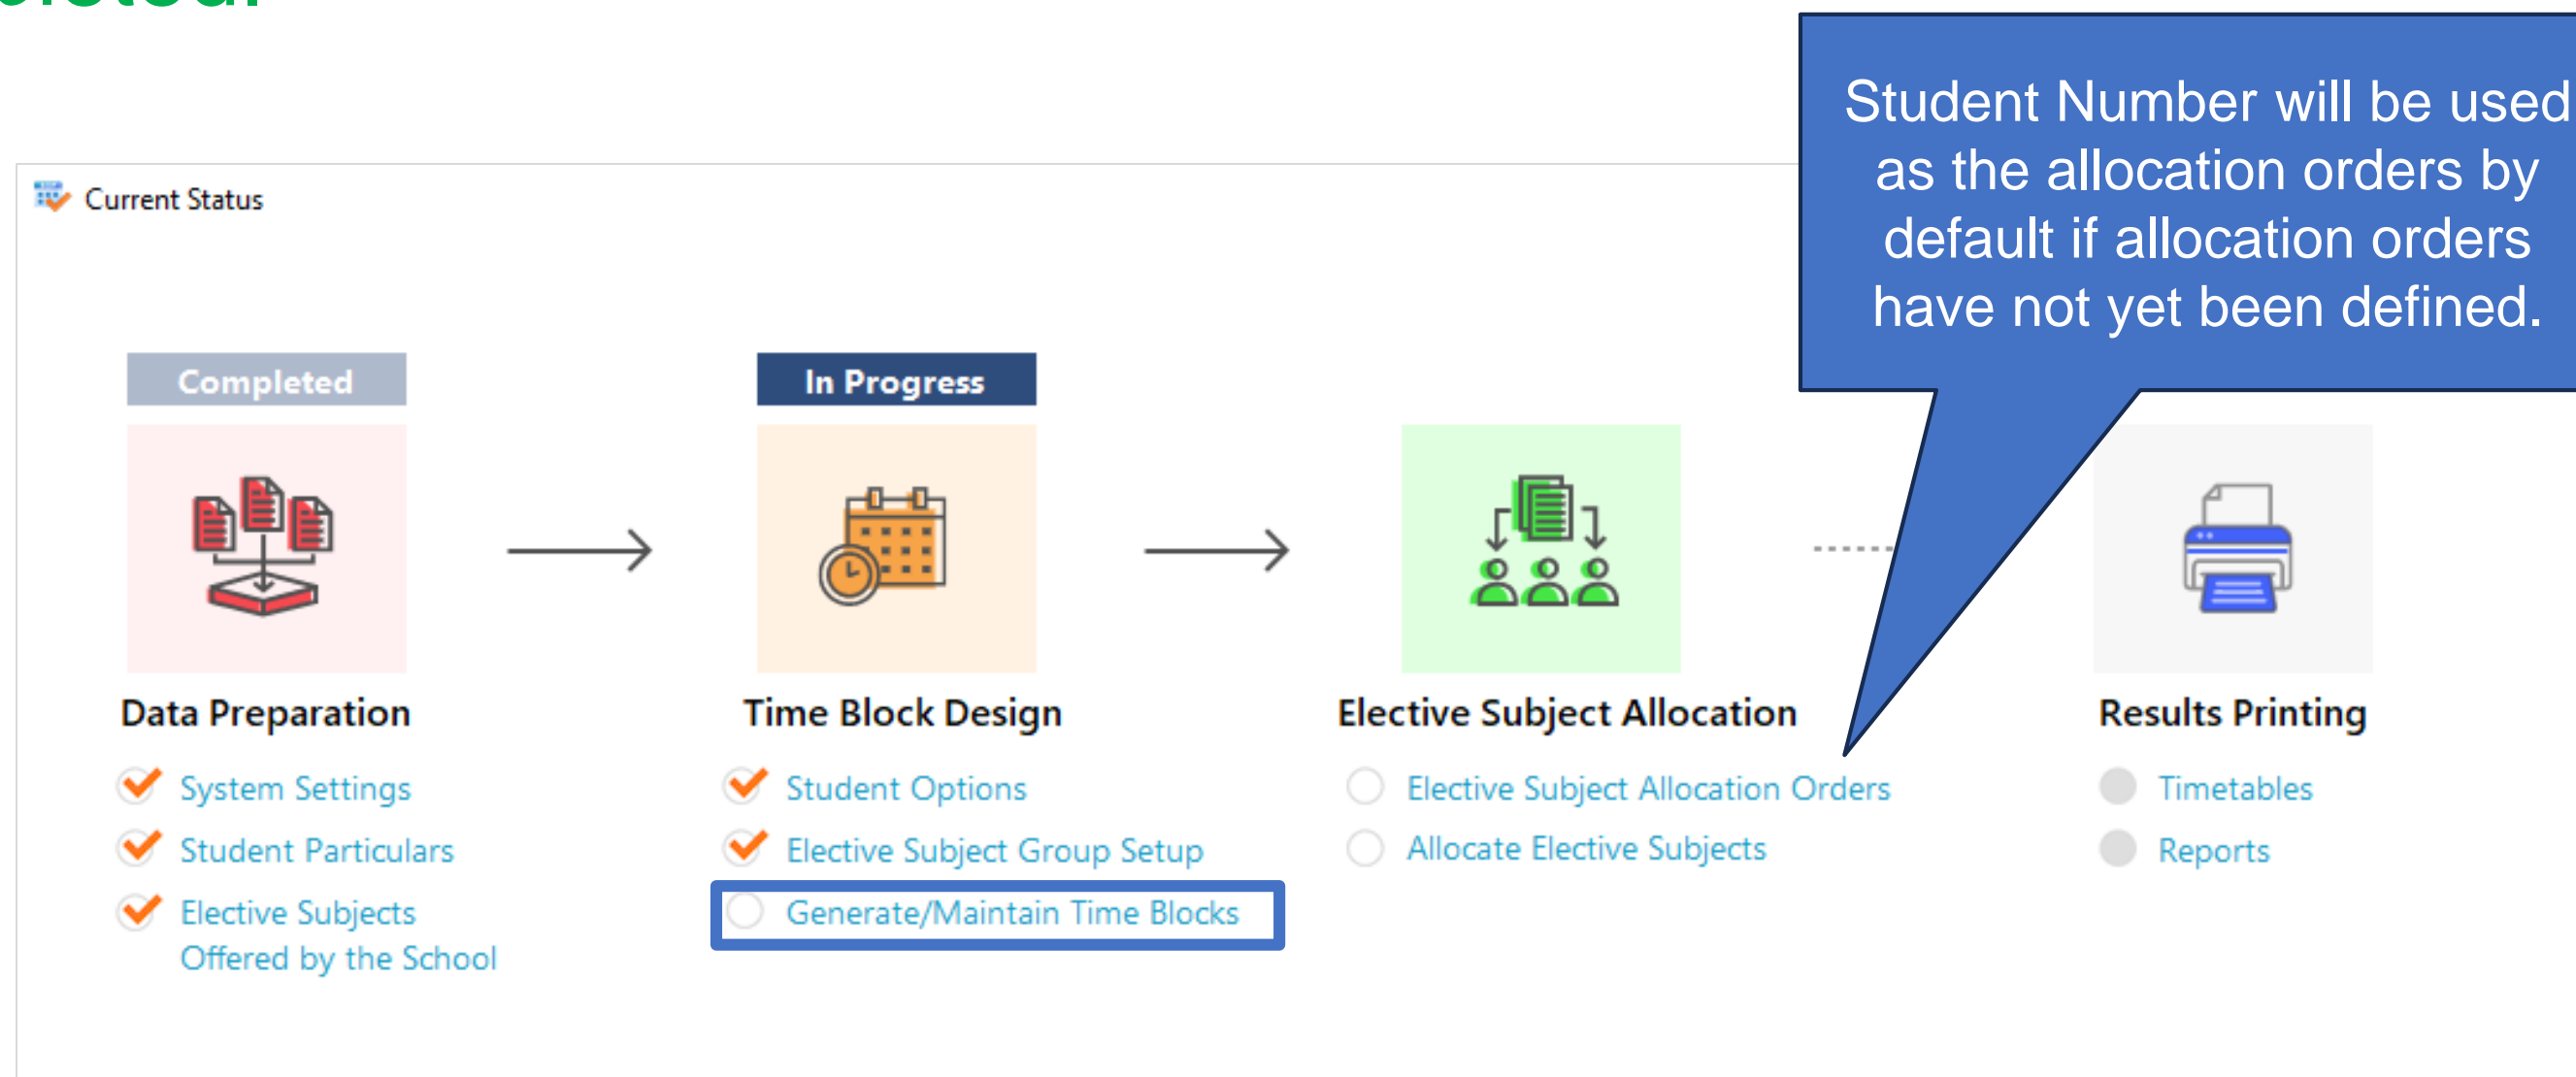 Student Number will be used
as the allocation orders by
default if allocation orders
have not yet been defined.
Current Status
Completed
In Progress
Data Preparation
System Settings
Student Particulars
Elective Subjects
Offered by the School
Time Block Design
Student Options
Elective Subject Group Setup
Generate/Maintain Time Blocks
Elective Subject Allocation
Elective Subject Allocation Orders
Allocate Elective Subjects
Results Printing
Timetables
Reports